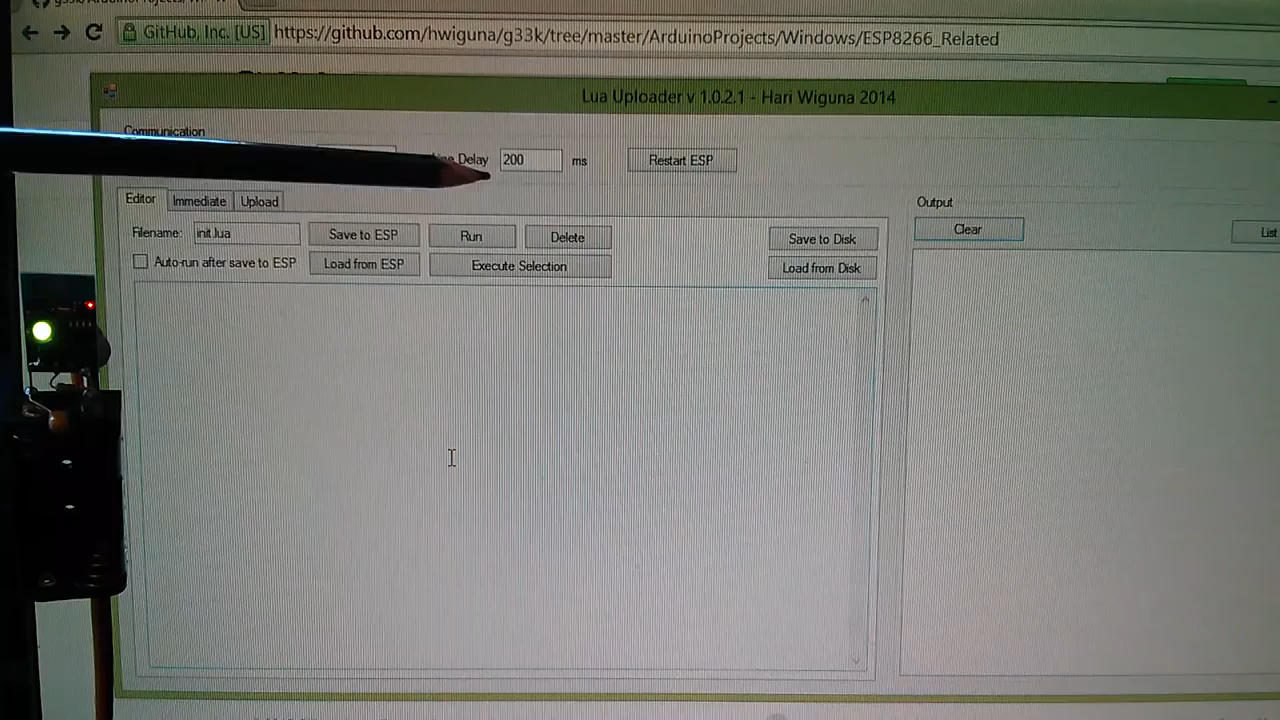 GitHub, Inc. [US] https://github.com/hwiguna/g33k/tree/master/ArduinoProjects/Windows/ESP8266_Related
Lua Uploader v 1.0.2.1 - Hari Wiguna 2014
Communication
Delay 200 ms Restart ESP
Editor Immediate Upload
Output
Filename: init.lua Save to ESP Run Delete Save to Disk Clear List
Auto-run after save to ESP Load from ESP Execute Selection Load from Disk